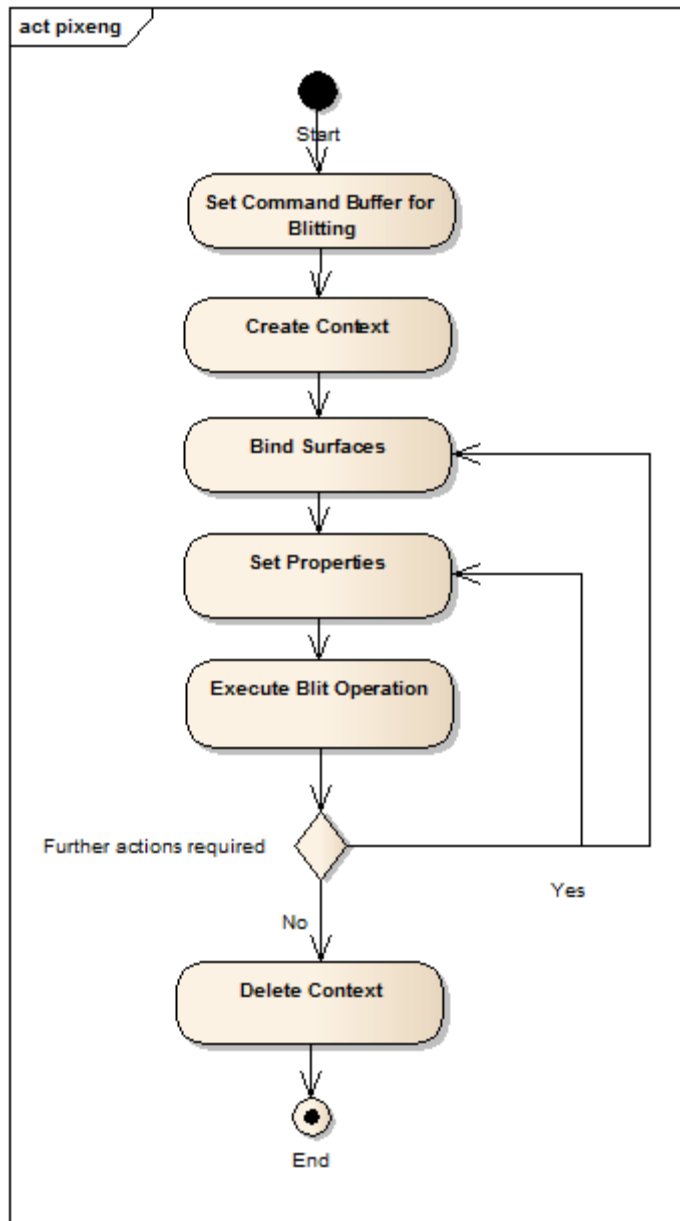 act pixeng
Start
Set Command Buffer for
Blitting
Create Context
Bind Surfaces
Set Properties
Execute Blit Operation
Further actions required
Yes
No
Delete Context
End